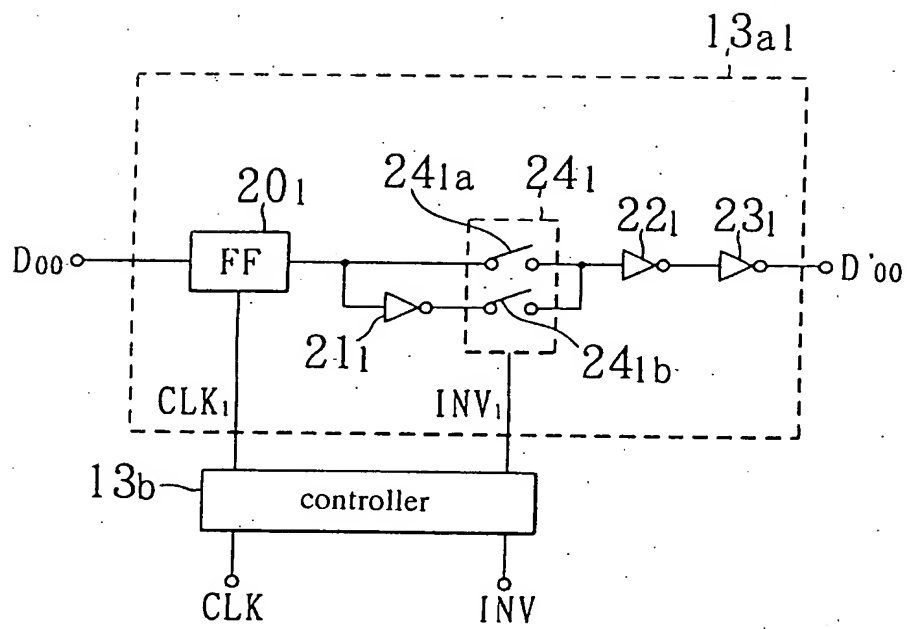 13a1
20₁
24₁a
24₁
22₁
23₁
D₀₀
FF
D'₀₀
21₁
24₁b
CLK₁
INV₁
13b
controller
CLK
INV